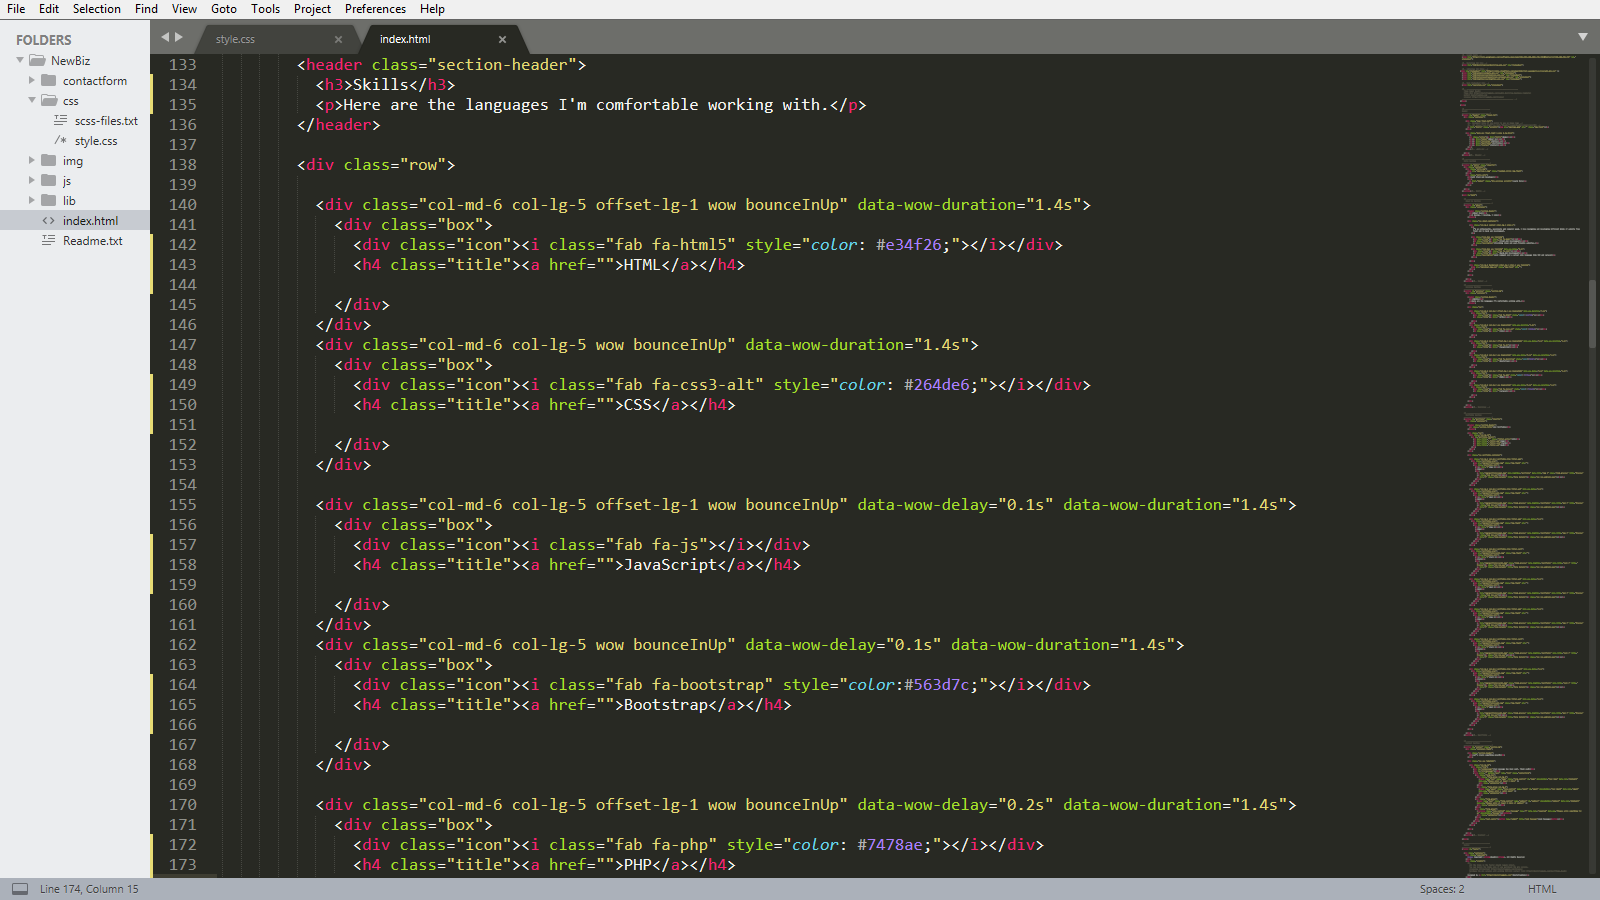 File Edit Selection Find View Goto Tools Project Preferences Help
FOLDERS
NewBiz
contactform
css
scss-files.txt
/* style.css
img
js
lib
<> index.html
Readme.txt
style.css ×
index.html ×
133 <header class="section-header">
134 <h3>Skills</h3>
135 <p>Here are the languages I'm comfortable working with.</p>
136 </header>
137
138 <div class="row">
139
140 <div class="col-md-6 col-lg-5 offset-lg-1 wow bounceInUp" data-wow-duration="1.4s">
141 <div class="box">
142 <div class="icon"><i class="fab fa-html5" style="color: #e34f26;"></i></div>
143 <h4 class="title"><a href="">HTML</a></h4>
144
145 </div>
146 </div>
147 <div class="col-md-6 col-lg-5 wow bounceInUp" data-wow-duration="1.4s">
148 <div class="box">
149 <div class="icon"><i class="fab fa-css3-alt" style="color: #264de6;"></i></div>
150 <h4 class="title"><a href="">CSS</a></h4>
151
152 </div>
153 </div>
154
155 <div class="col-md-6 col-lg-5 offset-lg-1 wow bounceInUp" data-wow-delay="0.1s" data-wow-duration="1.4s">
156 <div class="box">
157 <div class="icon"><i class="fab fa-js"></i></div>
158 <h4 class="title"><a href="">JavaScript</a></h4>
159
160 </div>
161 </div>
162 <div class="col-md-6 col-lg-5 wow bounceInUp" data-wow-delay="0.1s" data-wow-duration="1.4s">
163 <div class="box">
164 <div class="icon"><i class="fab fa-bootstrap" style="color:#563d7c;"></i></div>
165 <h4 class="title"><a href="">Bootstrap</a></h4>
166
167 </div>
168 </div>
169
170 <div class="col-md-6 col-lg-5 offset-lg-1 wow bounceInUp" data-wow-delay="0.2s" data-wow-duration="1.4s">
171 <div class="box">
172 <div class="icon"><i class="fab fa-php" style="color: #7478ae;"></i></div>
173 <h4 class="title"><a href="">PHP</a></h4>
Line 174, Column 15
Spaces: 2
HTML